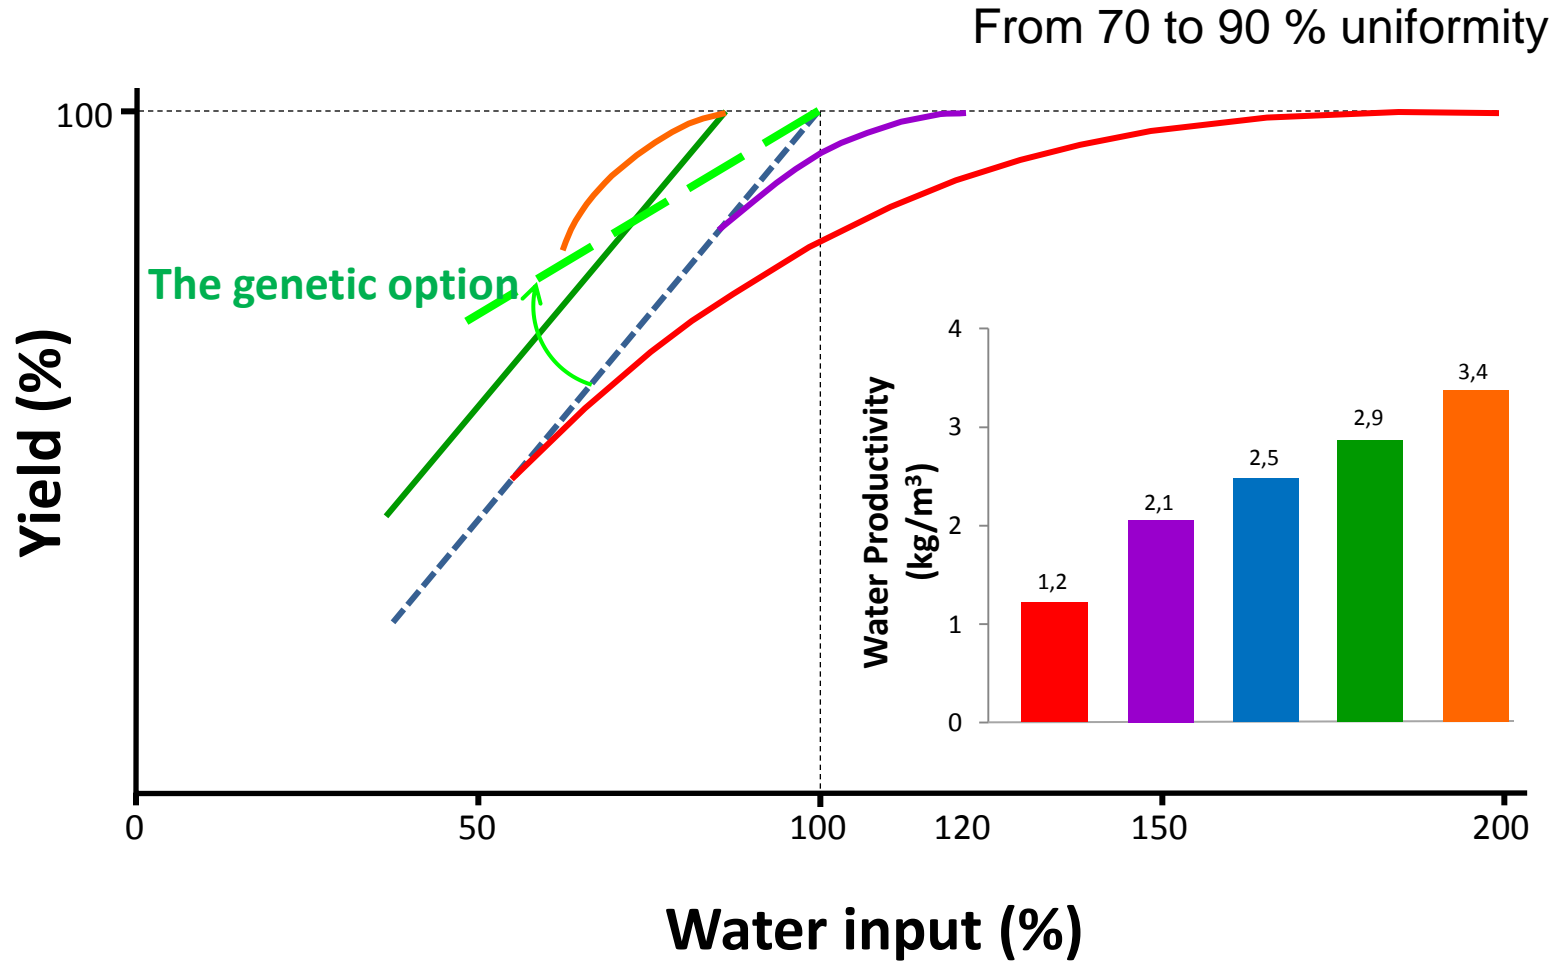 From 70 to 90 % uniformity
100
The genetic option
Yield (%)
4
3
2
1
0
Water Productivity
(kg/m³)
1,2
2,1
2,5
2,9
3,4
0
50
100
120
150
200
Water input (%)